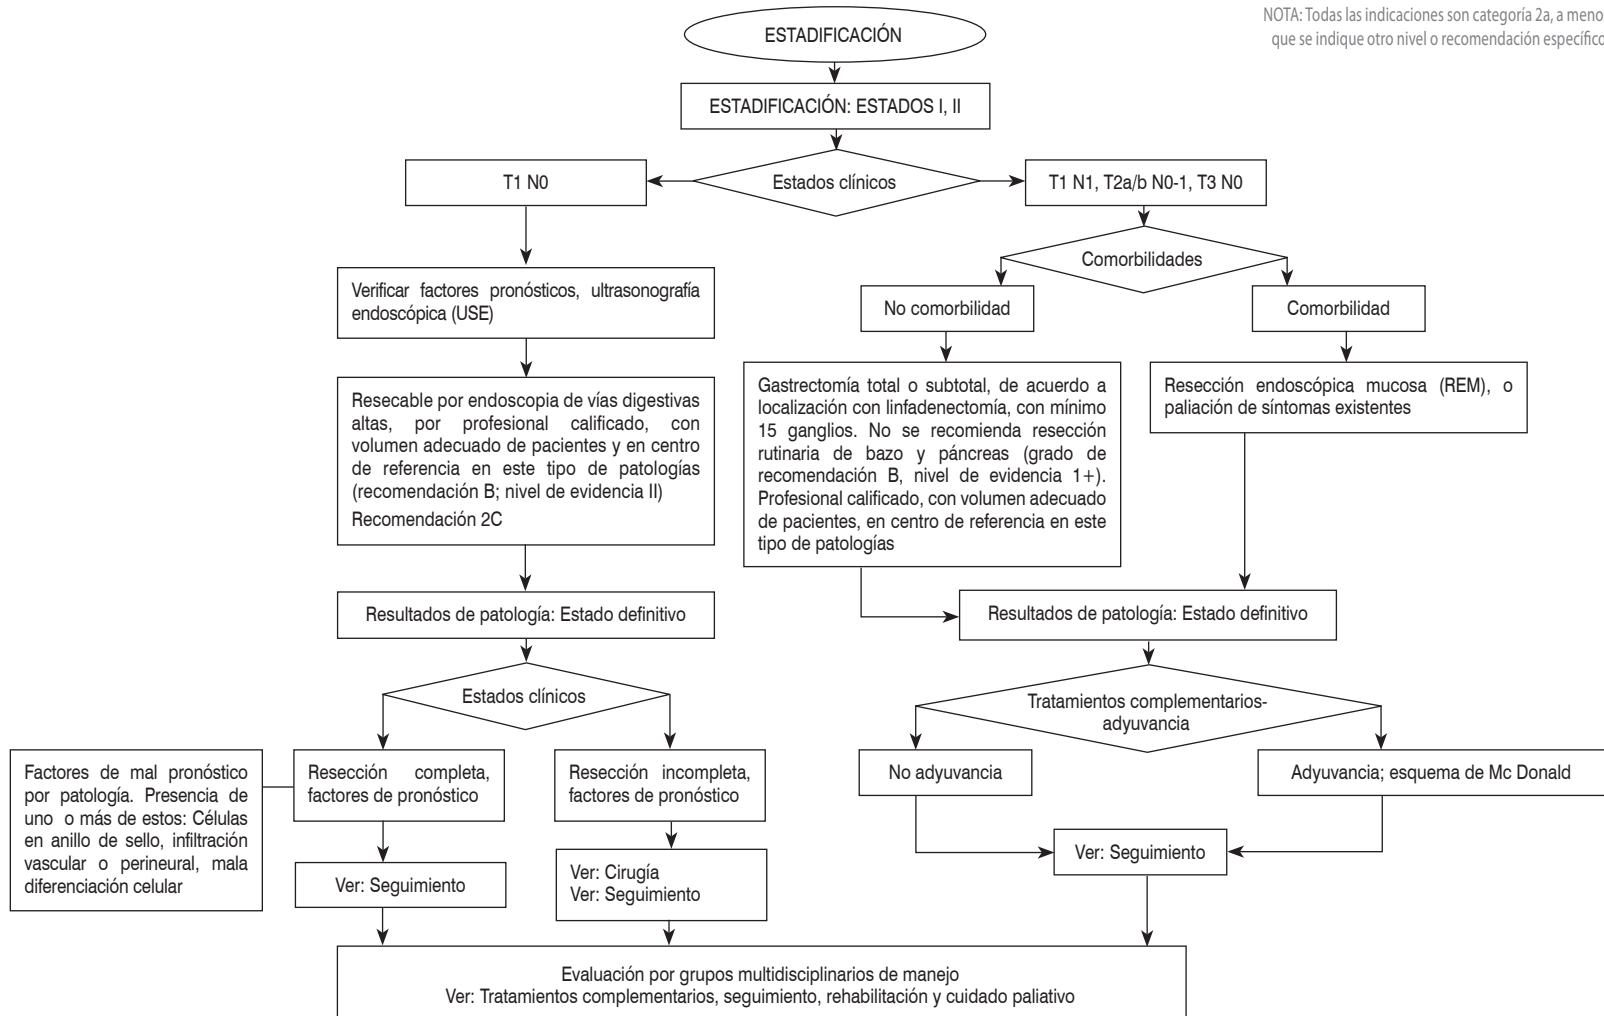 NOTA: Todas las indicaciones son categoría 2a, a menos
que se indique otro nivel o recomendación específico
ESTADIFICACIÓN
ESTADIFICACIÓN: ESTADOS I, II
Estados clínicos
T1 N0
T1 N1, T2a/b N0-1, T3 N0
Verificar factores pronósticos, ultrasonografía
endoscópica (USE)
Comorbilidades
No comorbilidad
Comorbilidad
Resecable por endoscopia de vías digestivas
altas, por profesional calificado, con
volumen adecuado de pacientes y en centro
de referencia en este tipo de patologías
(recomendación B; nivel de evidencia II)
Recomendación 2C
Gastrectomía total o subtotal, de acuerdo a
localización con linfadenectomía, con mínimo
15 ganglios. No se recomienda resección
rutinaria de bazo y páncreas (grado de
recomendación B, nivel de evidencia 1+).
Profesional calificado, con volumen adecuado
de pacientes, en centro de referencia en este
tipo de patologías
Resección endoscópica mucosa (REM), o
paliación de síntomas existentes
Resultados de patología: Estado definitivo
Resultados de patología: Estado definitivo
Estados clínicos
Tratamientos complementarios-
adyuvancia
Factores de mal pronóstico
por patología. Presencia de
uno o más de estos: Células
en anillo de sello, infiltración
vascular o perineural, mala
diferenciación celular
Resección completa,
factores de pronóstico
Resección incompleta,
factores de pronóstico
No adyuvancia
Adyuvancia; esquema de Mc Donald
Ver: Seguimiento
Ver: Cirugía
Ver: Seguimiento
Ver: Seguimiento
Evaluación por grupos multidisciplinarios de manejo
Ver: Tratamientos complementarios, seguimiento, rehabilitación y cuidado paliativo